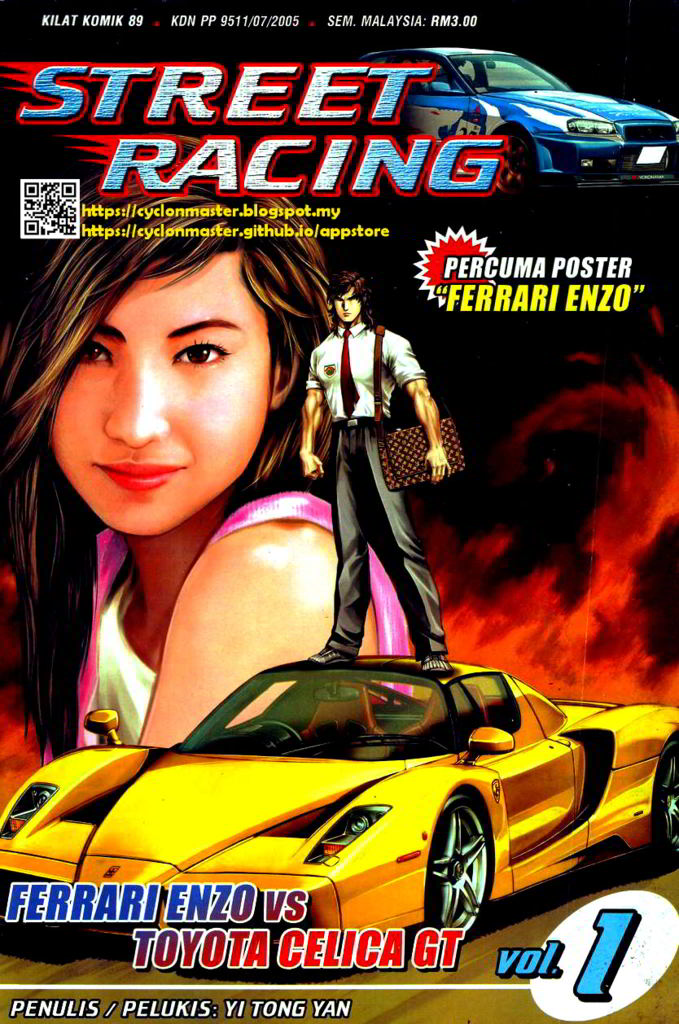 KILAT KOMIK 89 • KDN PP 9511/07/2005 • SEM. MALAYSIA: RM3.00
STREET
RACING
https://cyclonmaster.blogspot.my
https://cyclonmaster.github.io/appstore
PERCUMA POSTER
“FERRARI ENZO”
FERRARI ENZO VS
TOYOTA CELICA GT
vol. 1
PENULIS / PELUKIS: YI TONG YAN